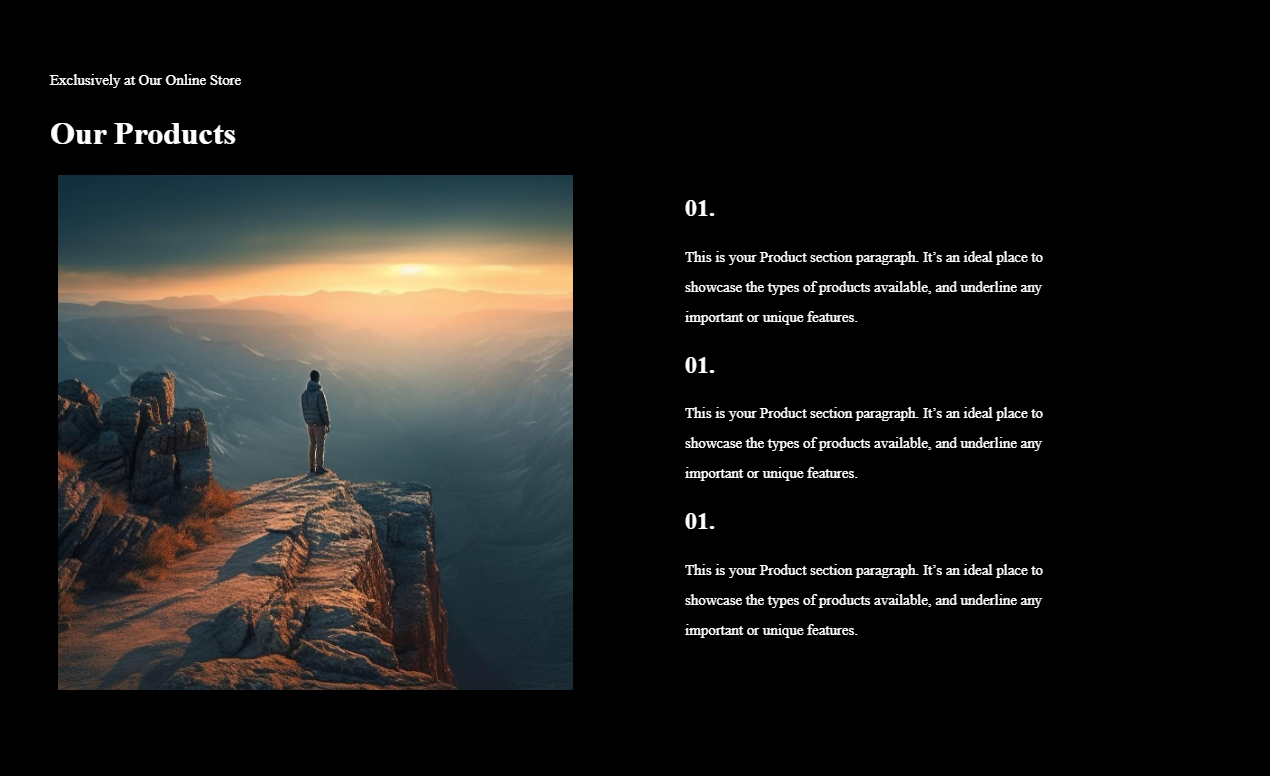 Exclusively at Our Online Store
Our Products
01.
This is your Product section paragraph. It’s an ideal place to
showcase the types of products available, and underline any
important or unique features.
01.
This is your Product section paragraph. It’s an ideal place to
showcase the types of products available, and underline any
important or unique features.
01.
This is your Product section paragraph. It’s an ideal place to
showcase the types of products available, and underline any
important or unique features.